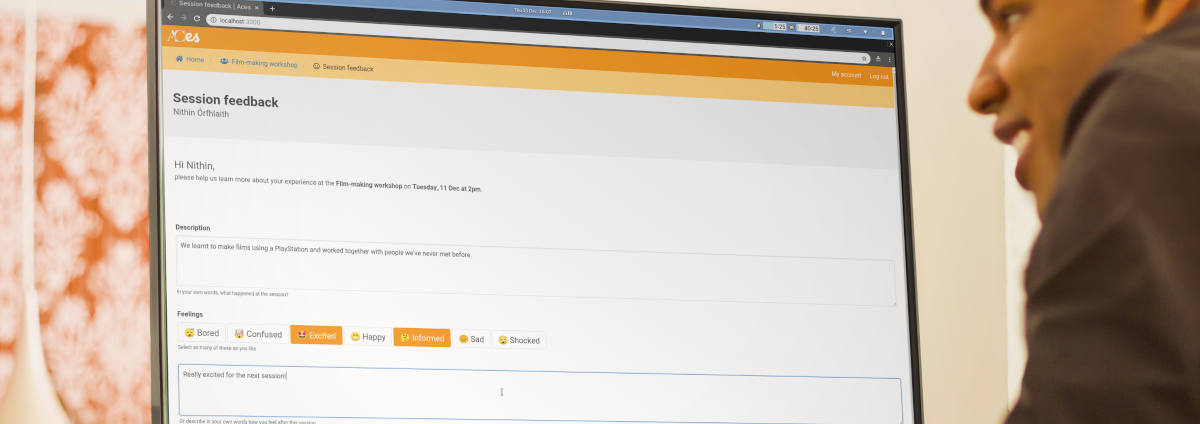 Session feedback | Aces
localhost:3000
ACes
Home
Film-making workshop
Session feedback
My account
Log out
Session feedback
Nithin Órfhlaith
Hi Nithin,
please help us learn more about your experience at the Film-making workshop on Tuesday, 11 Dec at 2pm.
Description
We learnt to make films using a PlayStation and worked together with people we've never met before.
In your own words, what happened at the session?
Feelings
Bored Confused Excited Happy Informed Sad Shocked
Select as many of these as you like
Really excited for the next session!
Or describe in your own words how you feel after this session